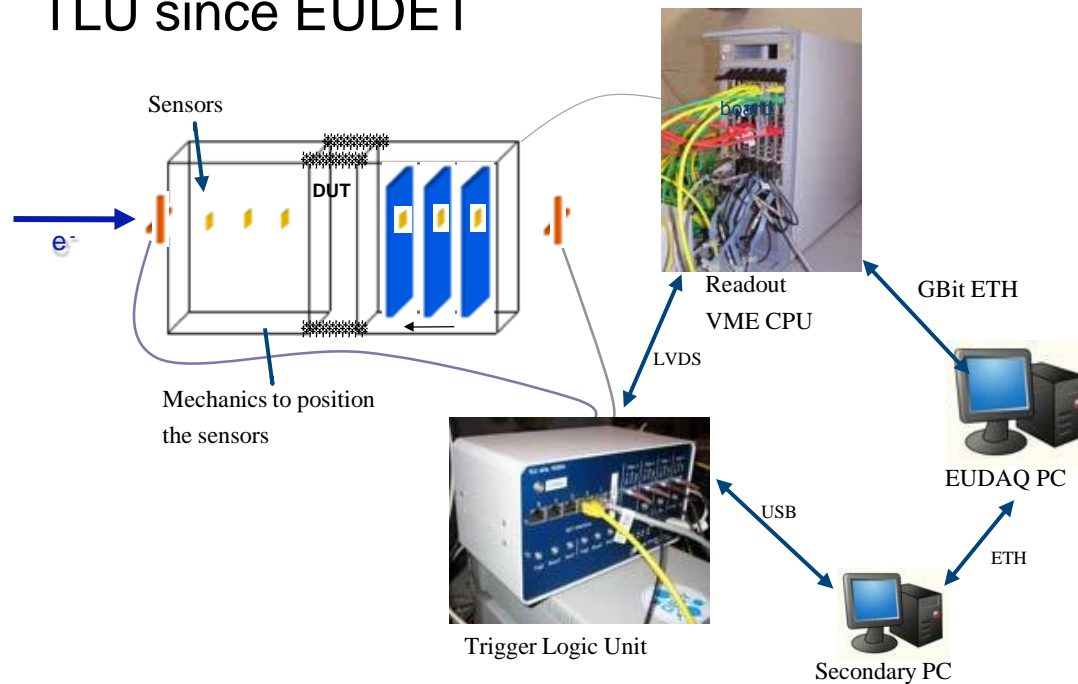 TLU since EUDET
Sensors
board
DUT
e-
Readout
VME CPU
GBit ETH
LVDS
Mechanics to position
the sensors
EUDAQ PC
USB
ETH
Trigger Logic Unit
Secondary PC